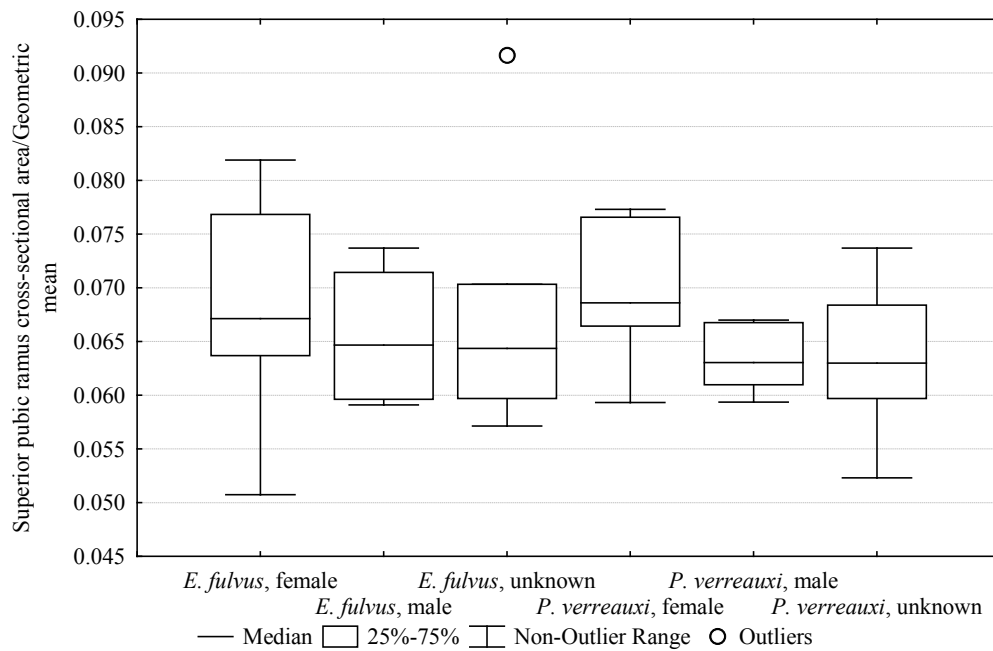 Superior pubic ramus cross-sectional area/Geometric
mean
0.095
0.090
0.085
0.080
0.075
0.070
0.065
0.060
0.055
0.050
0.045
E. fulvus, female
E. fulvus, male
E. fulvus, unknown
P. verreauxi, female
P. verreauxi, male
P. verreauxi, unknown
Median 25%-75% Non-Outlier Range Outliers